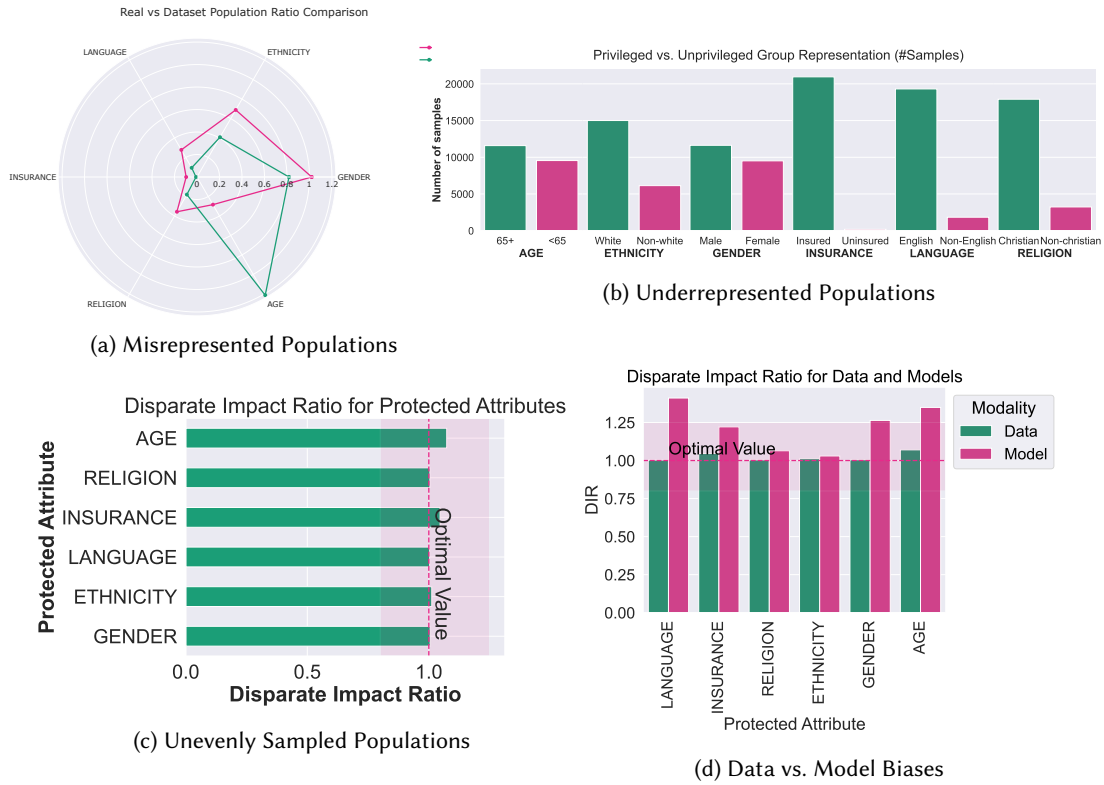 Real vs Dataset Population Ratio Comparison
LANGUAGE
ETHNICITY
INSURANCE
0 0.2 0.4 0.6 0.8 1 1.2
GENDER
RELIGION
AGE
(a) Misrepresented Populations
Privileged vs. Unprivileged Group Representation (#Samples)
Number of samples
20000
15000
10000
5000
0
65+ <65 White Non-white Male Female Insured Uninsured English Non-English Christian Non-christian
AGE ETHNICITY GENDER INSURANCE LANGUAGE RELIGION
(b) Underrepresented Populations
Disparate Impact Ratio for Protected Attributes
Protected Attribute
AGE
RELIGION
INSURANCE
LANGUAGE
ETHNICITY
GENDER
Optimal Value
0.0 0.5 1.0
Disparate Impact Ratio
(c) Unevenly Sampled Populations
Disparate Impact Ratio for Data and Models
Modality
Data
Model
DIR
1.25
1.00
0.75
0.50
0.25
0.00
Optimal Value
LANGUAGE
INSURANCE
RELIGION
ETHNICITY
GENDER
AGE
Protected Attribute
(d) Data vs. Model Biases